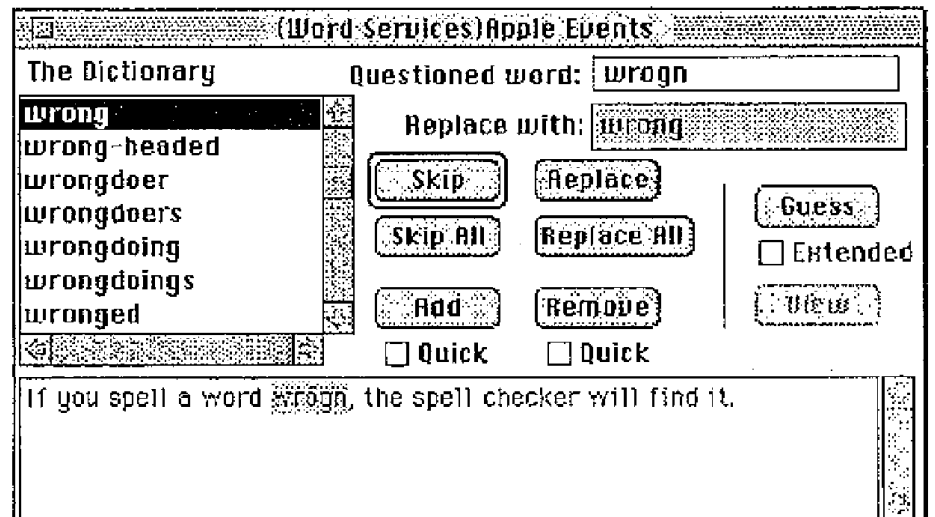 (Word Services)Apple Events
The Dictionary
Questioned word: wrogn
Replace with: wrong
wrong
wrong-headed
wrongdoer
wrongdoers
wrongdoing
wrongdoings
wronged
Skip
Replace
Skip All
Replace All
Add
Remove
Quick
Quick
Guess
Extended
View
If you spell a word wrogn, the spell checker will find it.